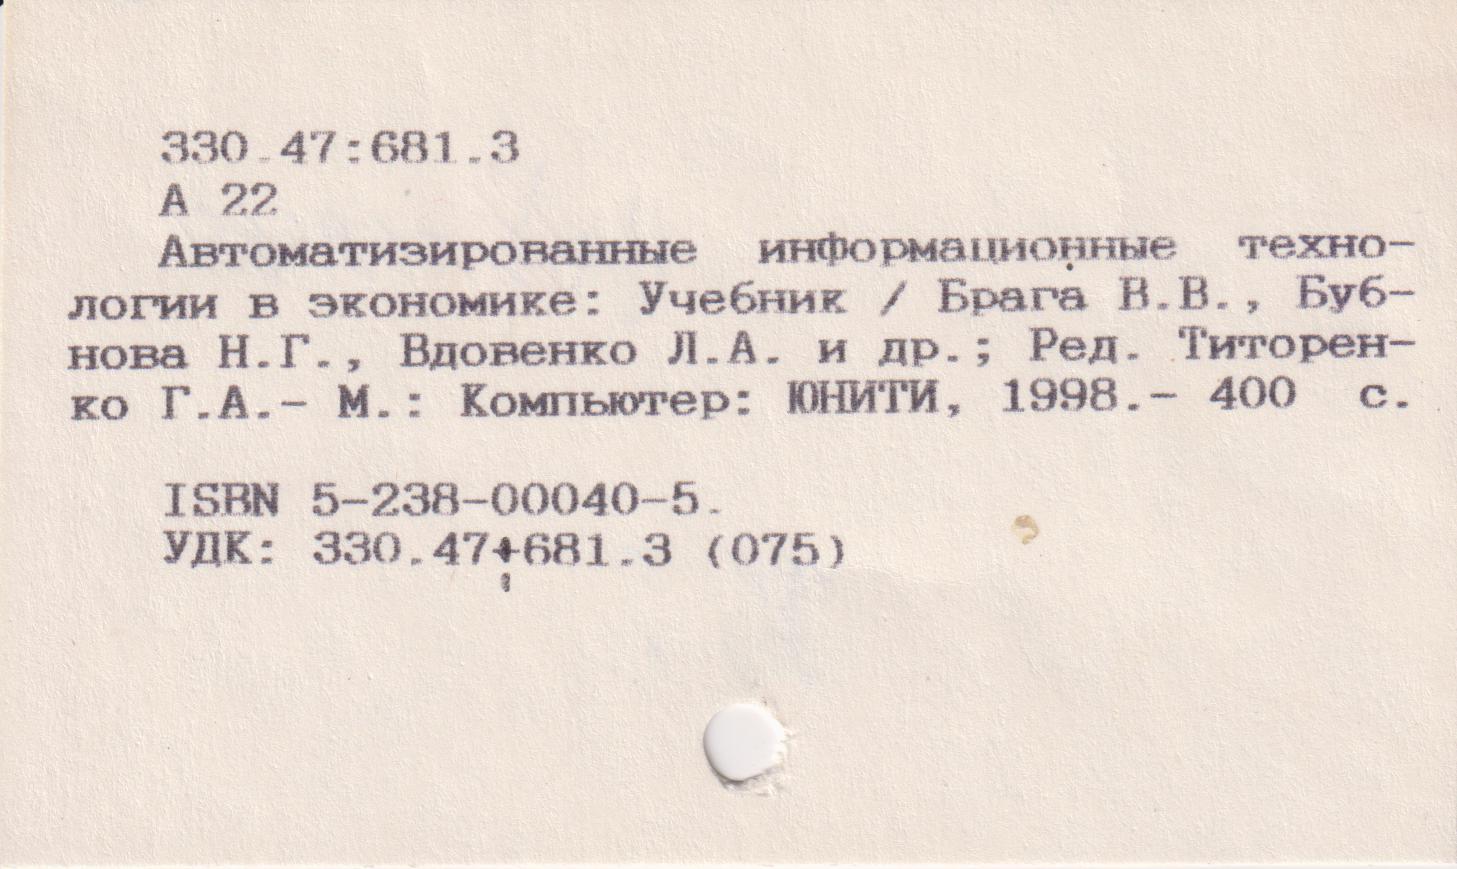 330.47:681.3
А 22
Автоматизированные информационные техно-
логии в экономике: Учебник / Брага В.В., Буб-
нова Н.Г., Вдовенко Л.А. и др.; Ред. Титорен-
ко Г.А.- М.: Компьютер: ЮНИТИ, 1998.- 400 с.
ISBN 5-238-00040-5.
УДК: 330.47+681.3 (075)